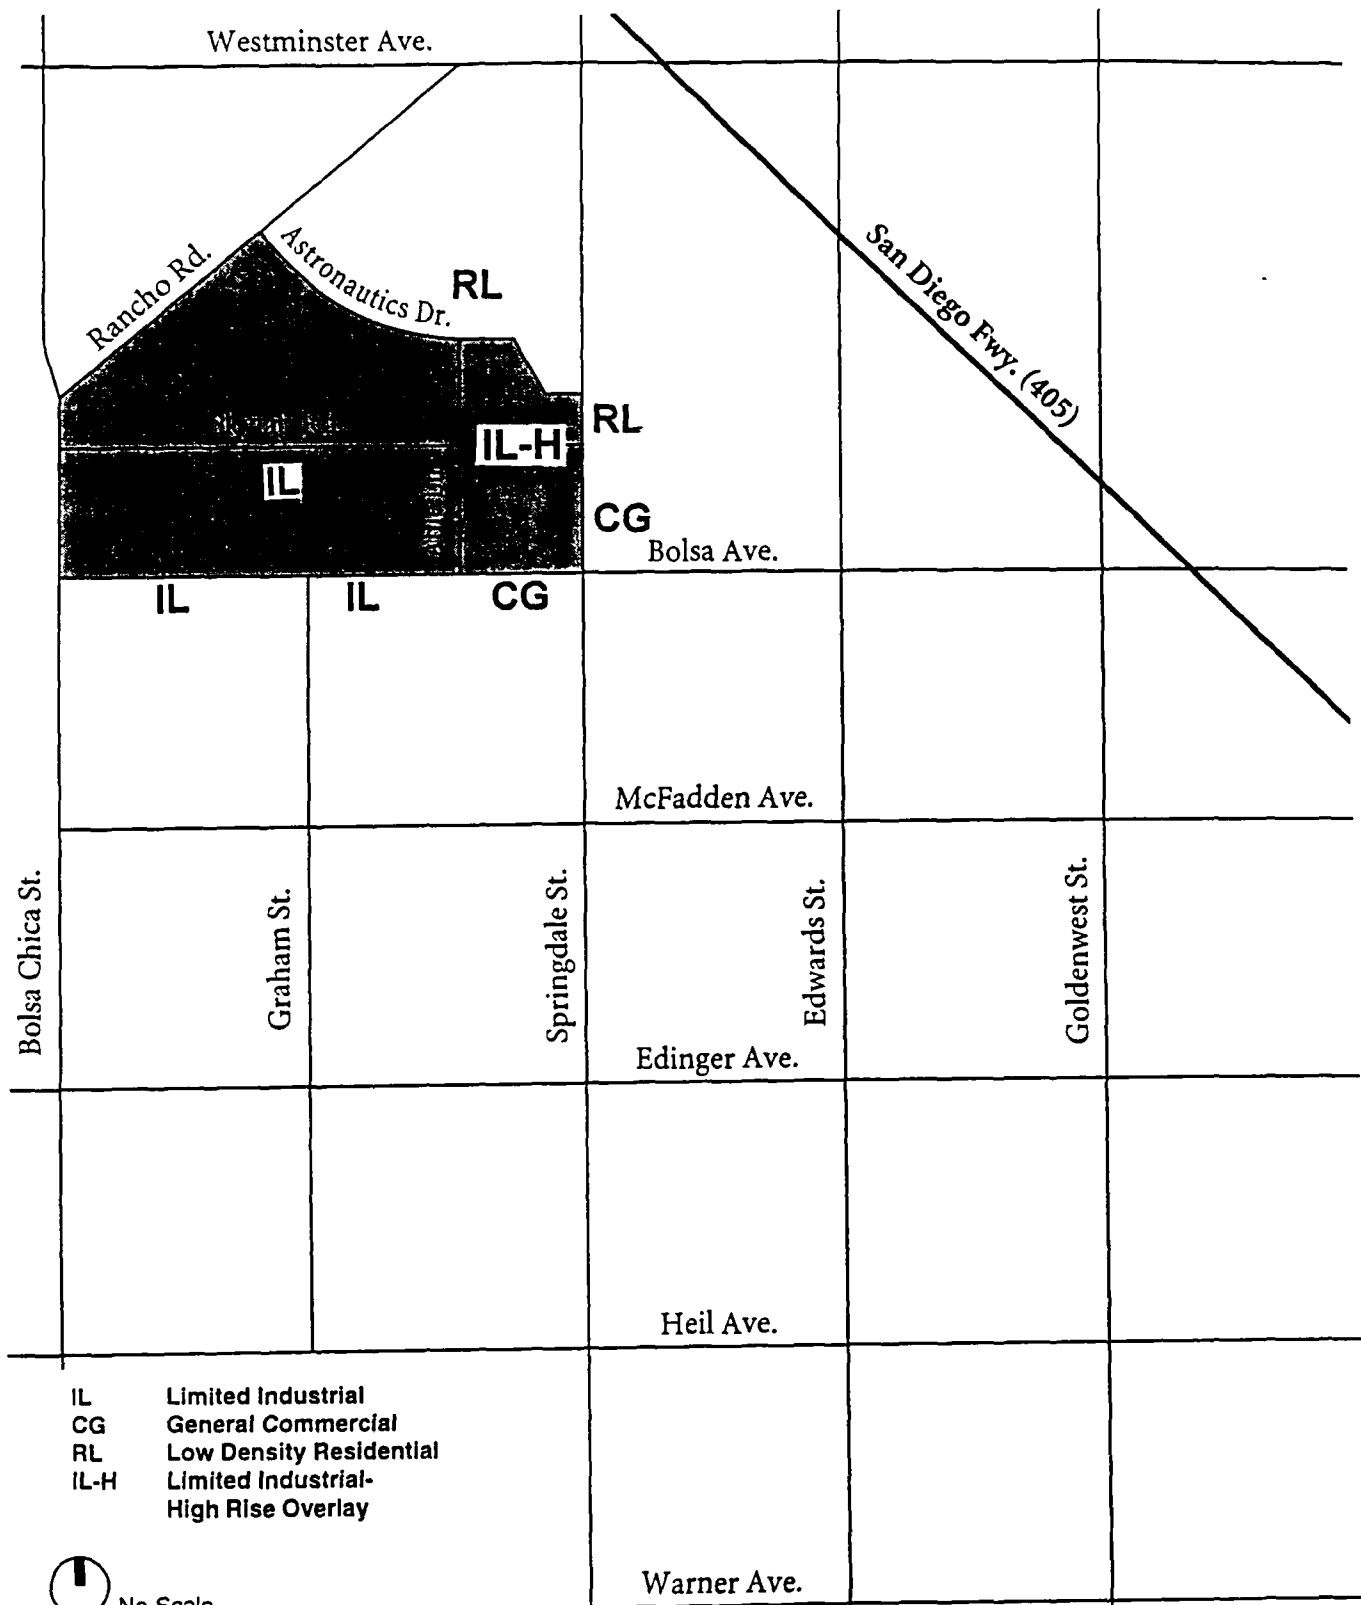 Westminster Ave.
Rancho Rd.
Astronautics Dr.
RL
San Diego Fwy. (405)
RL
IL-H
IL
CG
Bolsa Ave.
IL
IL
CG
McFadden Ave.
Bolsa Chica St.
Graham St.
Springdale St.
Edwards St.
Goldenwest St.
Edinger Ave.
Heil Ave.
IL Limited Industrial
CG General Commercial
RL Low Density Residential
IL-H Limited Industrial-
High Rise Overlay
No Scale
Warner Ave.